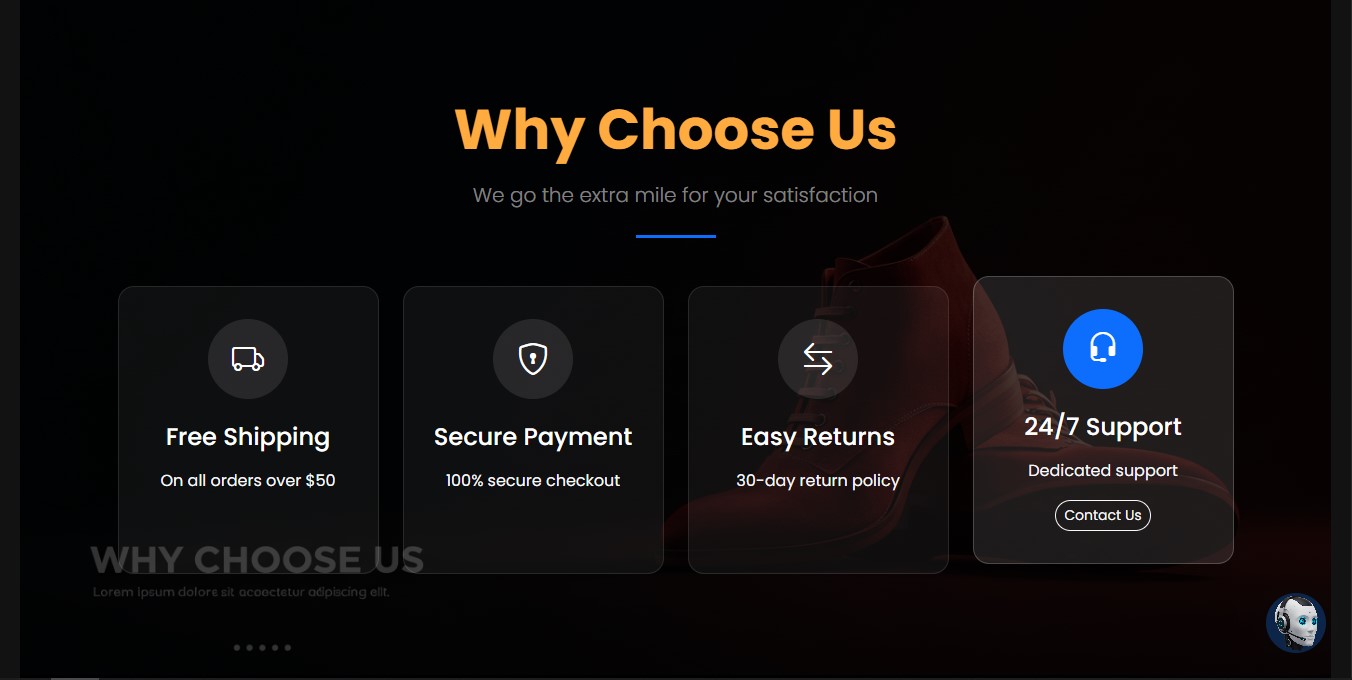 Why Choose Us
We go the extra mile for your satisfaction
Free Shipping
On all orders over $50
Secure Payment
100% secure checkout
Easy Returns
30-day return policy
24/7 Support
Dedicated support
Contact Us
WHY CHOOSE US
Lorem ipsum dolors sit acoectetur adipiscing elit.